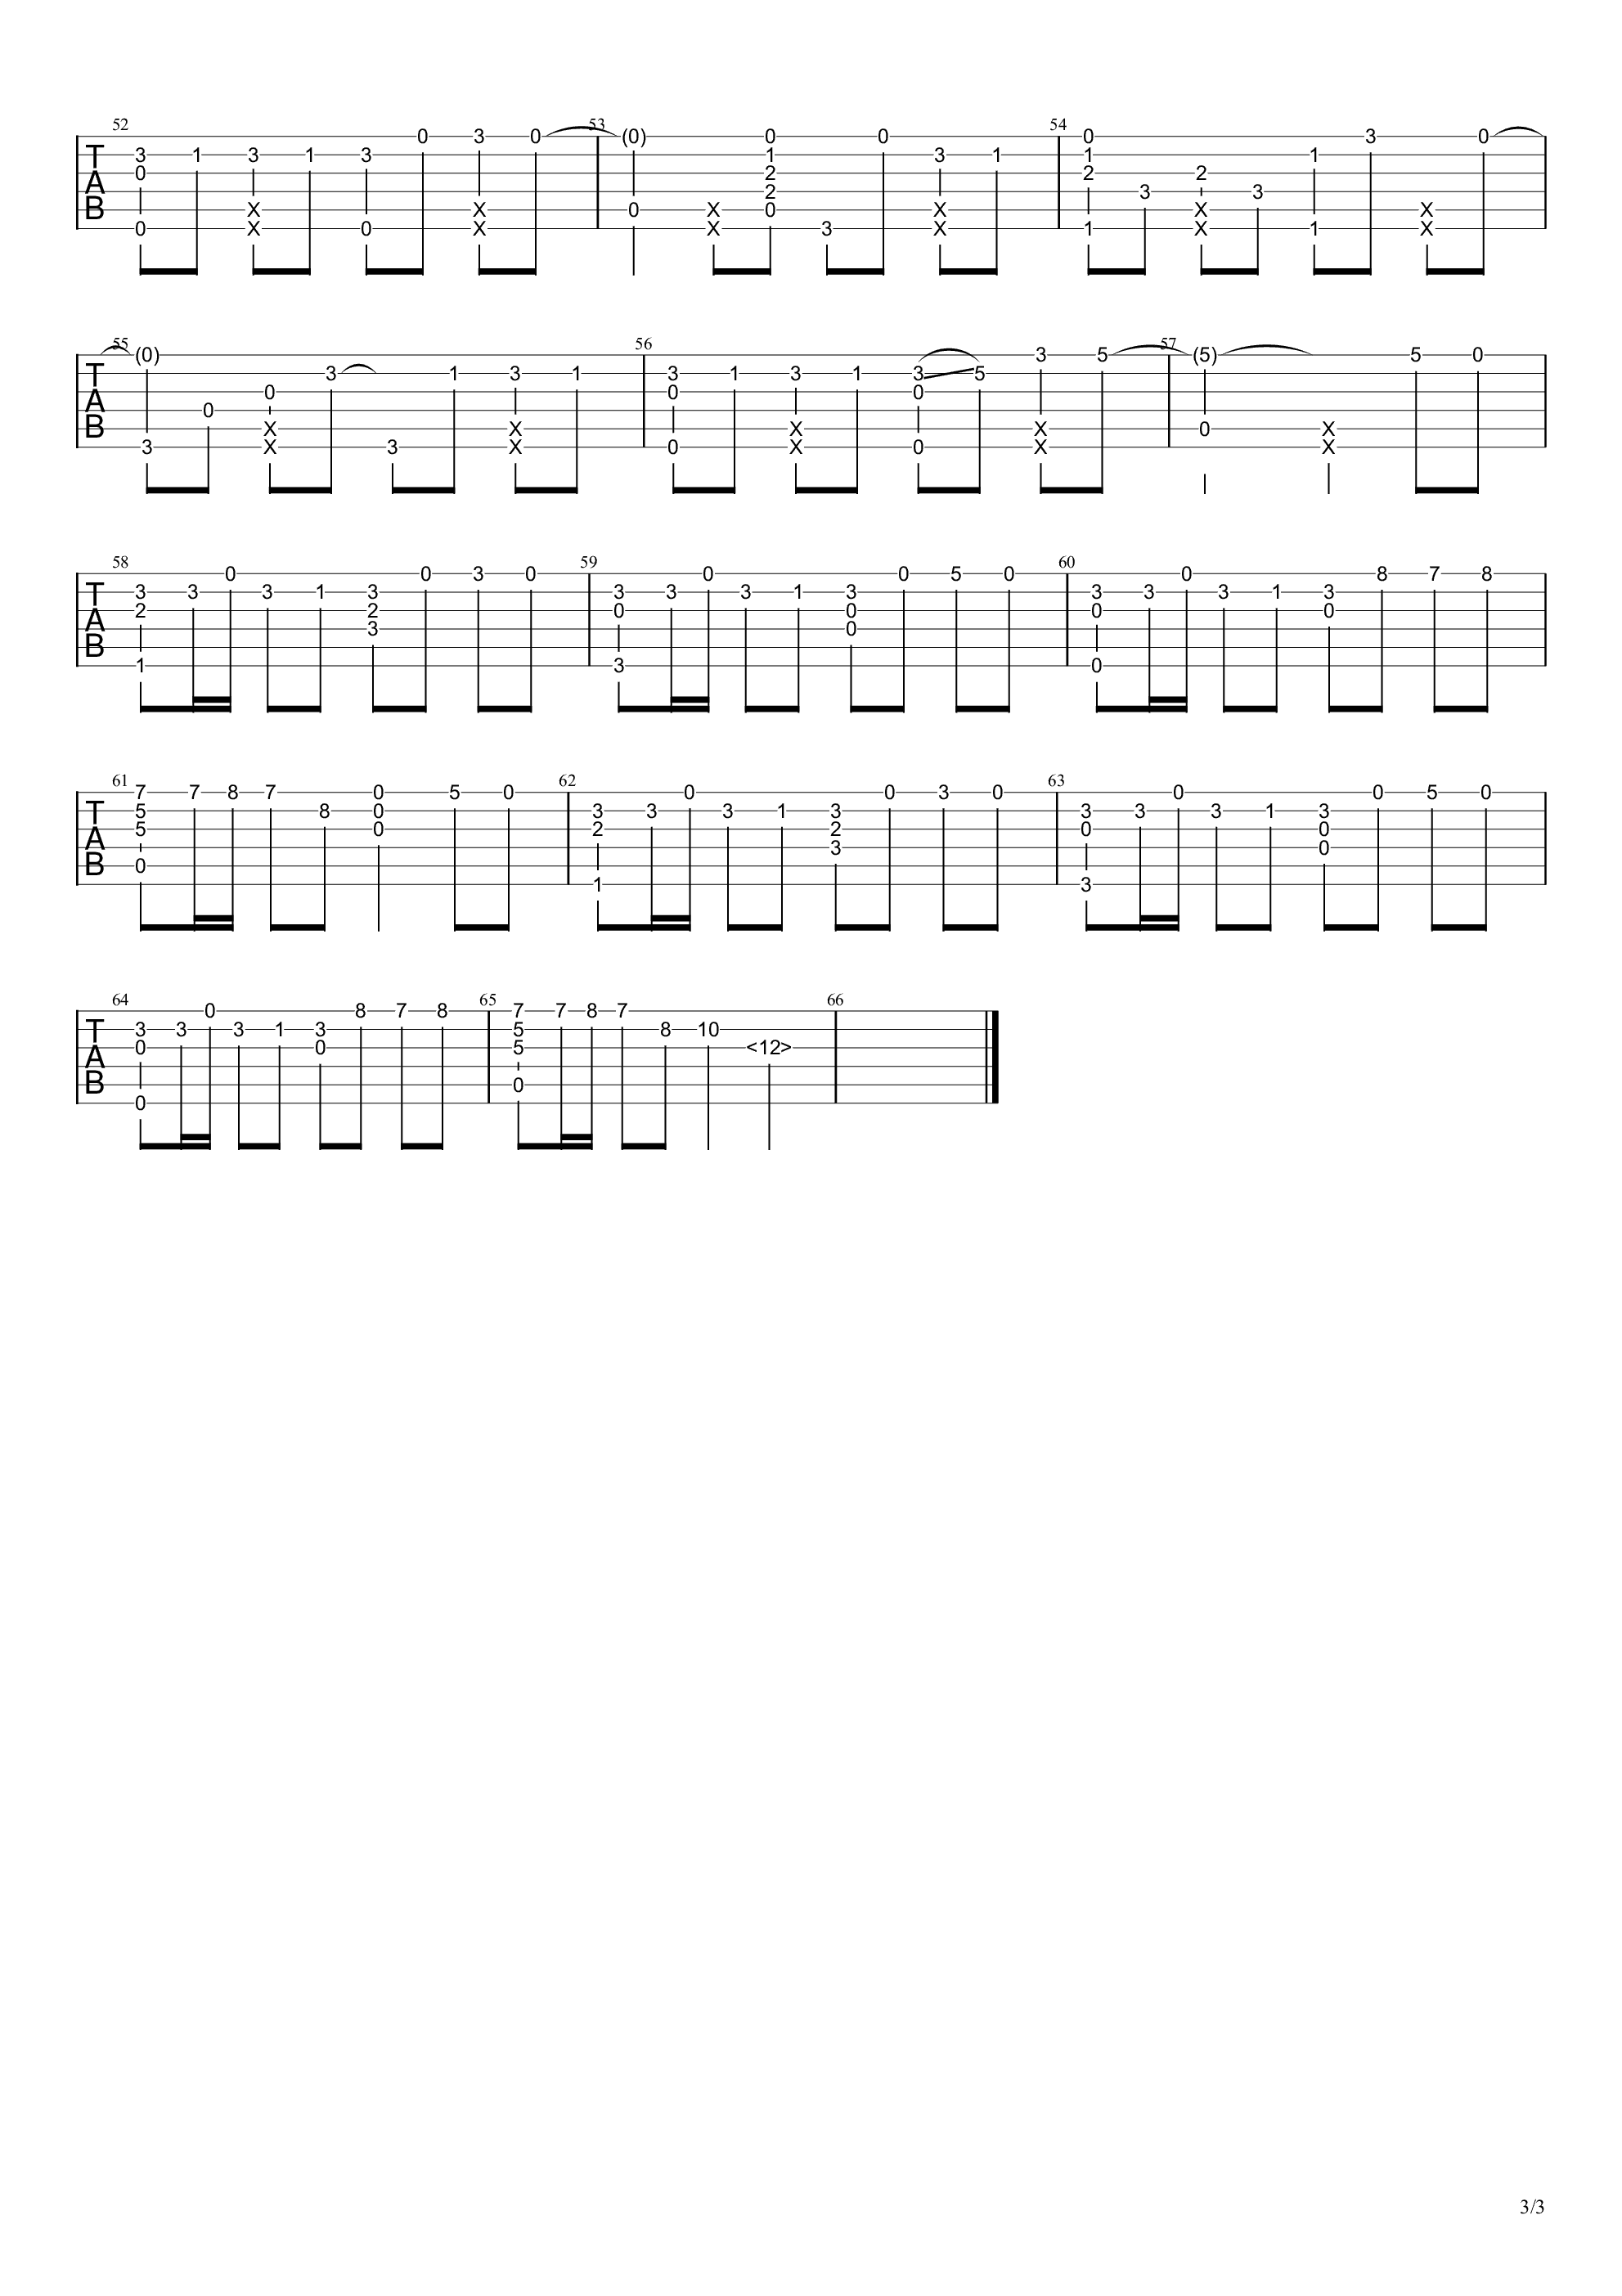 52 53 54
0 3 0 (0) 0 0 0 3 0
T 3 1 3 1 3 1 3 1 1 1
A 0 2 2 2
2 3 3
B X X 0 X 0 X X X
0 X 0 X X 3 X 1 X 1 X
55 56 57
(0) 3 5 (5) 5 0
T 3 1 3 1 3 1 3 1 3 5
A 0 0 0
0
B X X X X 0 X
3 X 3 X 0 X 0 X X
58 59 60
0 0 3 0 0 0 5 0 0 8 7 8
T 3 3 3 1 3 3 3 3 1 3 3 3 3 1 3
A 2 2 0 0 0 0
3 0
B
1 3 0
61 62 63
7 7 8 7 0 5 0 0 0 3 0 0 0 5 0
T 5 8 0 3 3 3 1 3 3 3 3 1 3
A 5 0 2 2 0 0
3 0
B 0
1 3
64 65 66
0 8 7 8 7 7 8 7
T 3 3 3 1 3 5 8 10
A 0 0 5 <12>
B 0
0
3/3